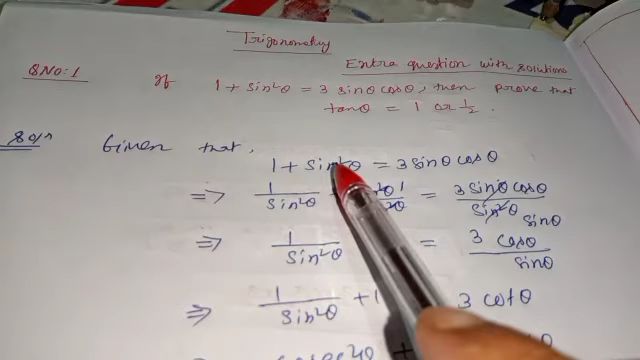 Trigonometry
Extra question with solutions
QNO:1 If 1 + sin²θ = 3 sinθ cosθ, then prove that
tanθ = 1 or 1/2.
Sol^n Given that,
1 + sin²θ = 3 sinθ cosθ
=> 1/sin²θ = 3 sinθ cosθ / sin²θ sinθ
=> 1/sin²θ = 3 cosθ / sinθ
=> 1/sin²θ + 1 3 cotθ
+